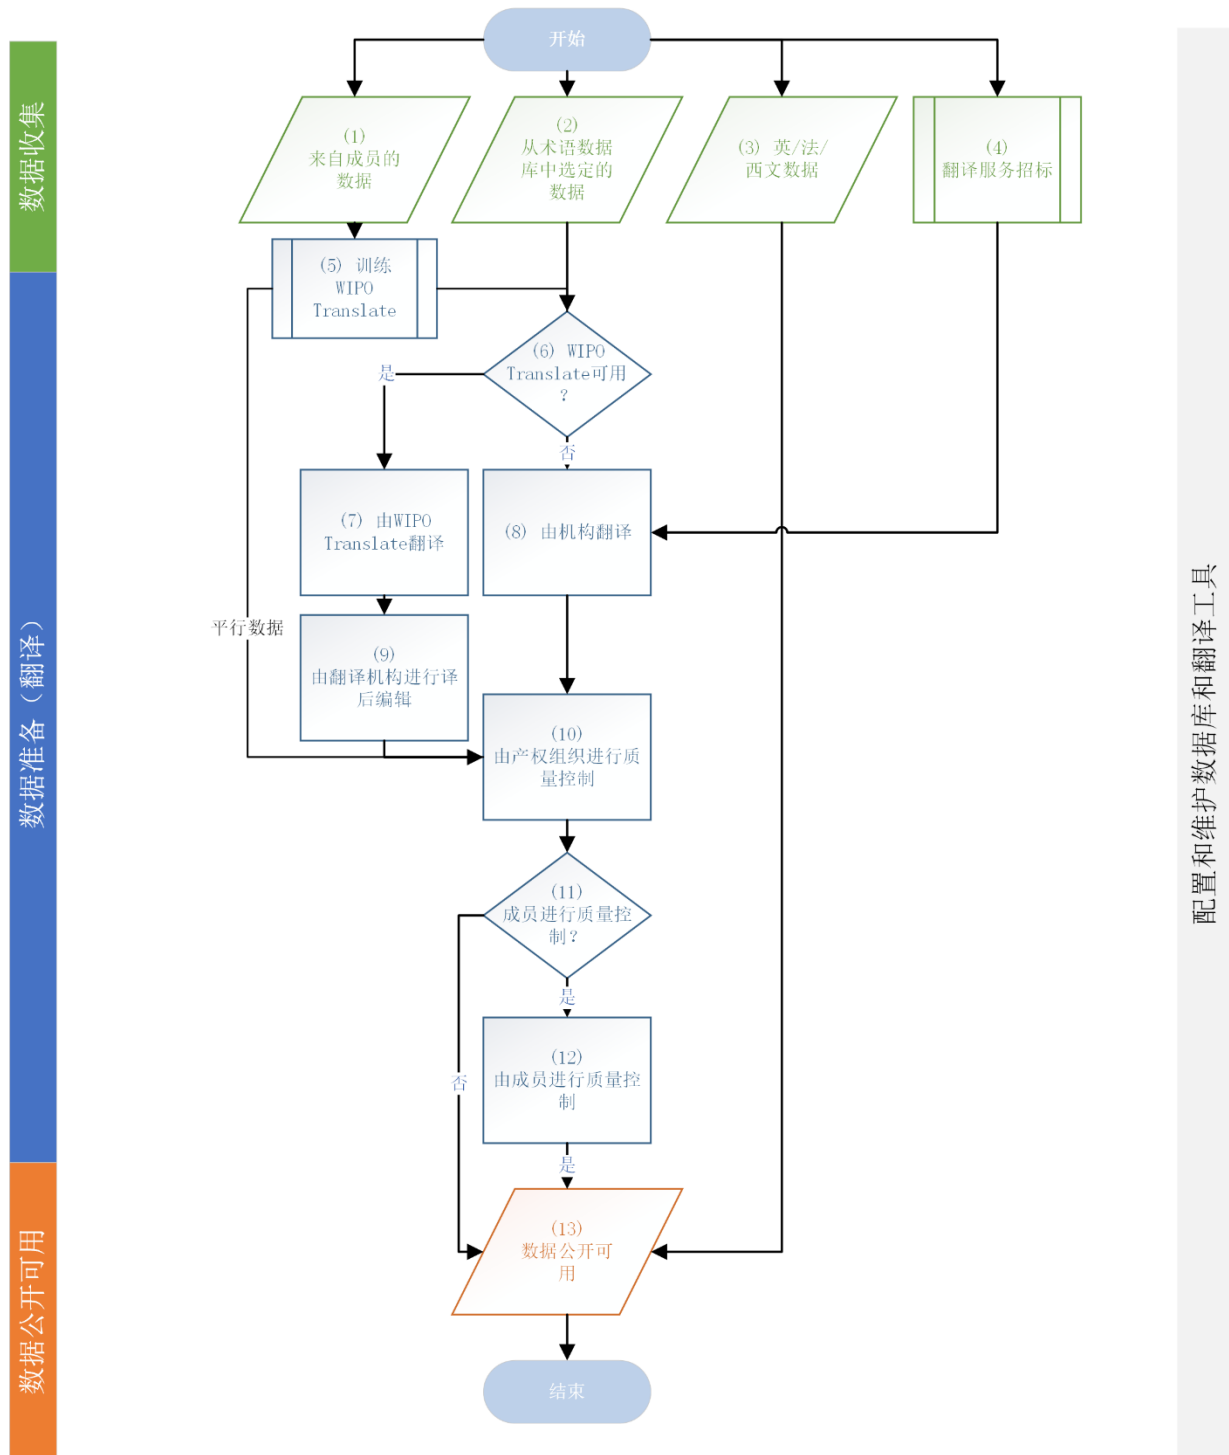 开始
数据收集
(1)
来自成员的
数据
(2)
从术语数据
库中选定的
数据
(3) 英/法/
西文数据
(4)
翻译服务招标
(5) 训练
WIPO
Translate
(6) WIPO
Translate可用
?
是
否
(7) 由WIPO
Translate翻译
(8) 由机构翻译
数据准备（翻译）
平行数据
(9)
由翻译机构进行译
后编辑
(10)
由产权组织进行质
量控制
(11)
成员进行质量控
制?
是
否
(12)
由成员进行质量控
制
是
(13)
数据公开可
用
数据公开可用
结束
配置和维护数据库和翻译工具